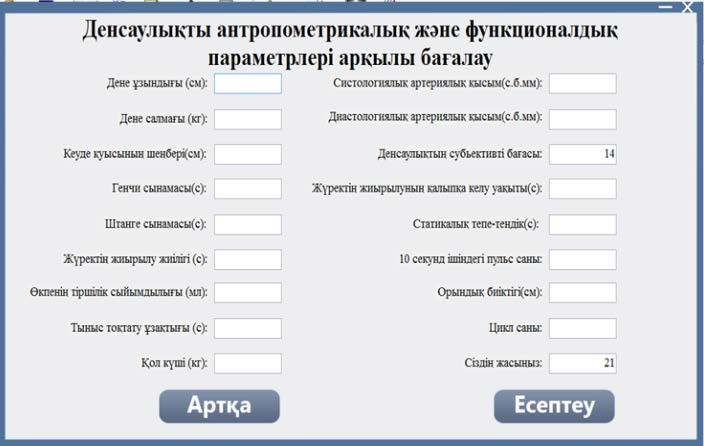 Денсаулықты антропометрикалық және функционалдық
параметрлері арқылы бағалау
Дене ұзындығы (см):
Систологиялық артериялық қысым(с.б.мм):
Дене салмағы (кг):
Диастологиялық артериялық қысым(с.б.мм):
Кеуде қуысының шенбері(см):
Денсаулықтың субьективті бағасы: 14
Генчи сынамасы(с):
Жүректің жиырылуның қалыпқа келу уақыты(с):
Штанге сынамасы(с):
Статикалық тепе-теңдік(с):
Жүректің жиырылу жиілігі (с):
10 секунд ішіндегі пульс саны:
Өкпенің тіршілік сыйымдылығы (мл):
Орындық биіктігі(см):
Тыныс тоқтату ұзақтығы (с):
Цикл саны:
Қол күші (кг):
Сіздің жасыңыз: 21
Артқа
Есептеу